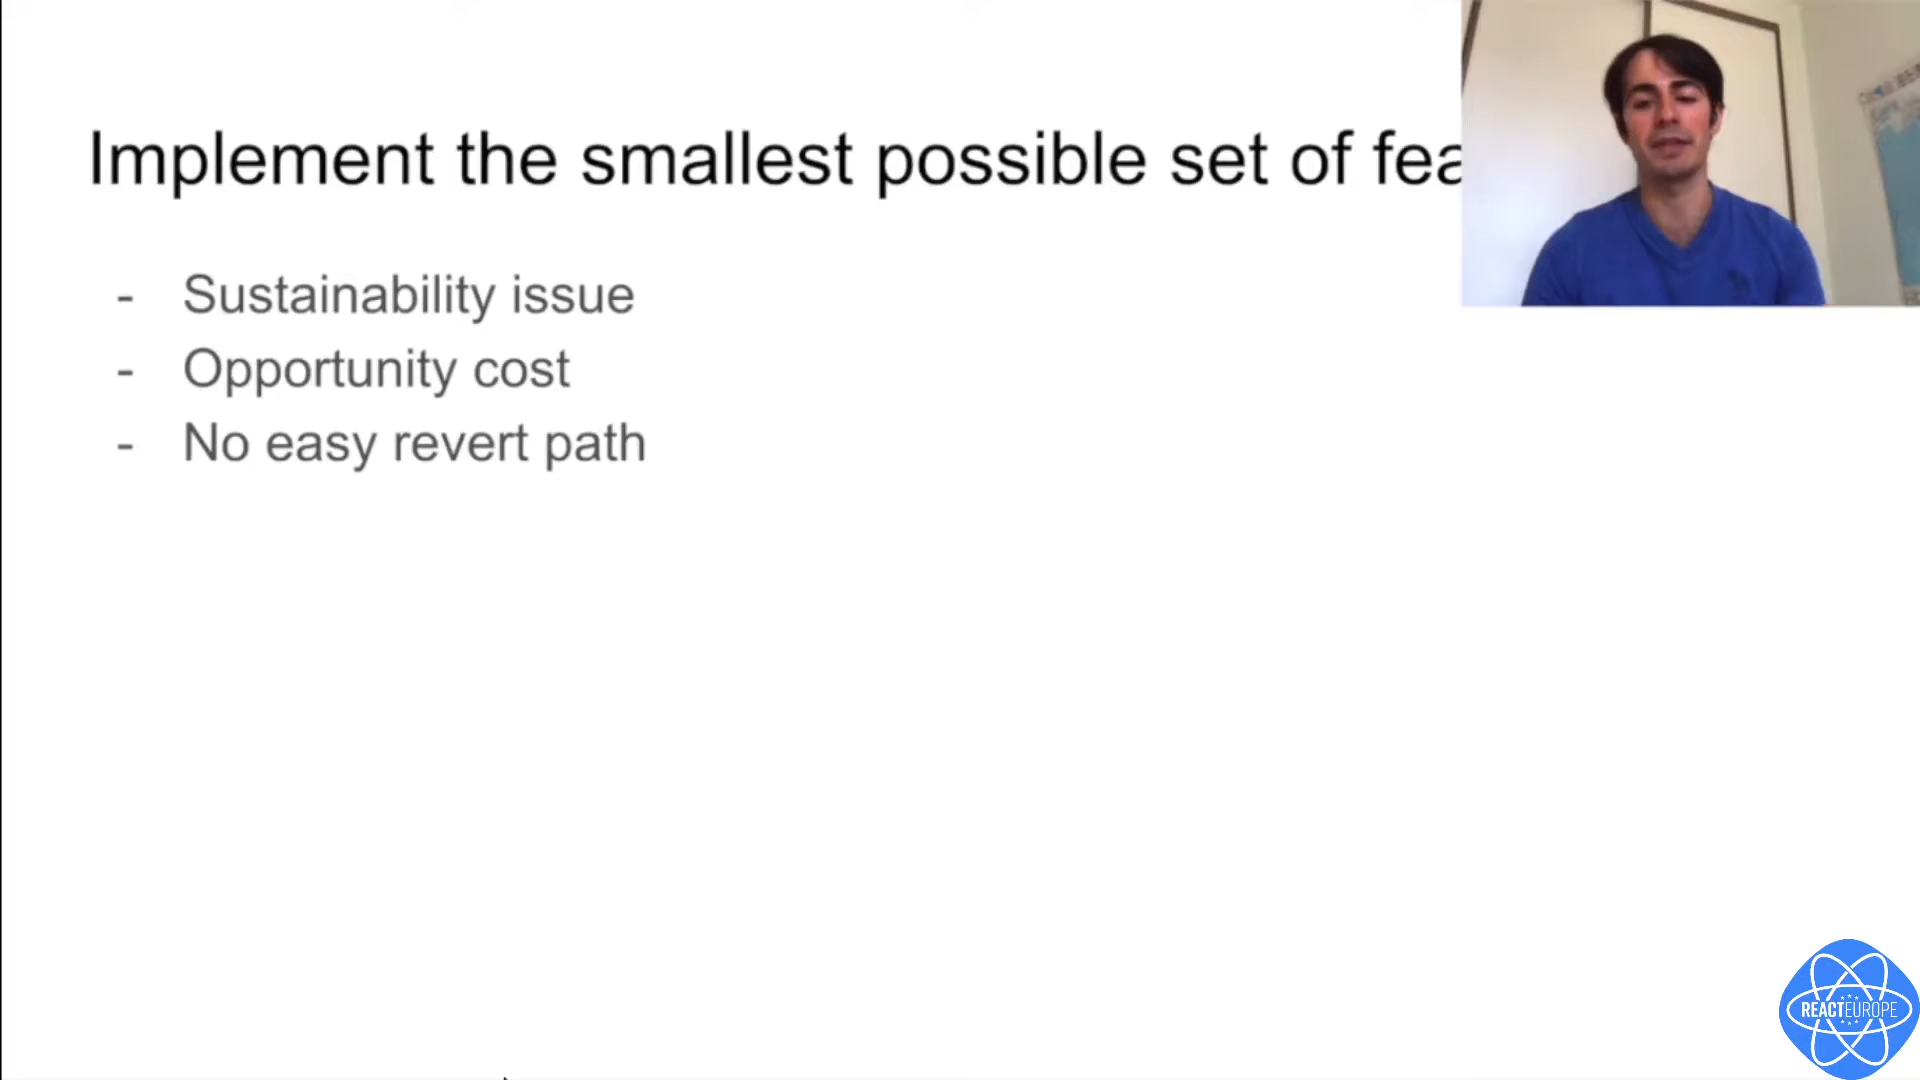 Implement the smallest possible set of fea
- Sustainability issue
- Opportunity cost
- No easy revert path
REACTEUROPE